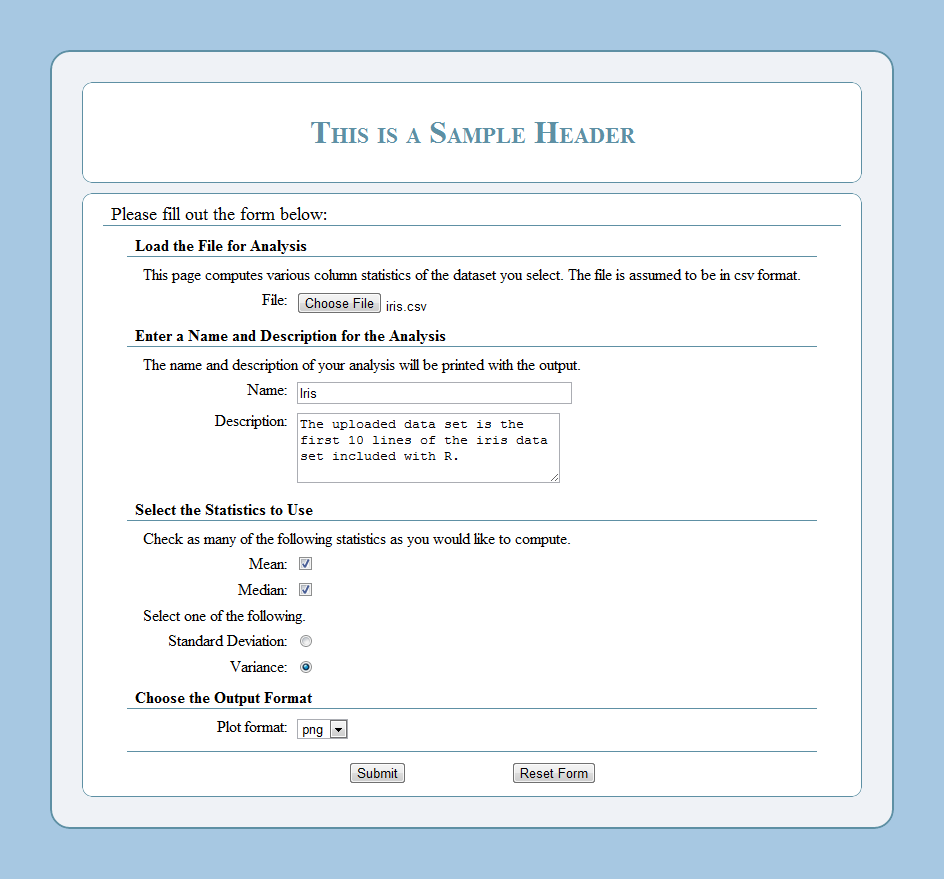 This is a Sample Header
Please fill out the form below:
Load the File for Analysis
This page computes various column statistics of the dataset you select. The file is assumed to be in csv format.
File: Choose File iris.csv
Enter a Name and Description for the Analysis
The name and description of your analysis will be printed with the output.
Name: Iris
Description: The uploaded data set is the
first 10 lines of the iris data
set included with R.
Select the Statistics to Use
Check as many of the following statistics as you would like to compute.
Mean:
Median:
Select one of the following.
Standard Deviation:
Variance:
Choose the Output Format
Plot format: png
Submit Reset Form